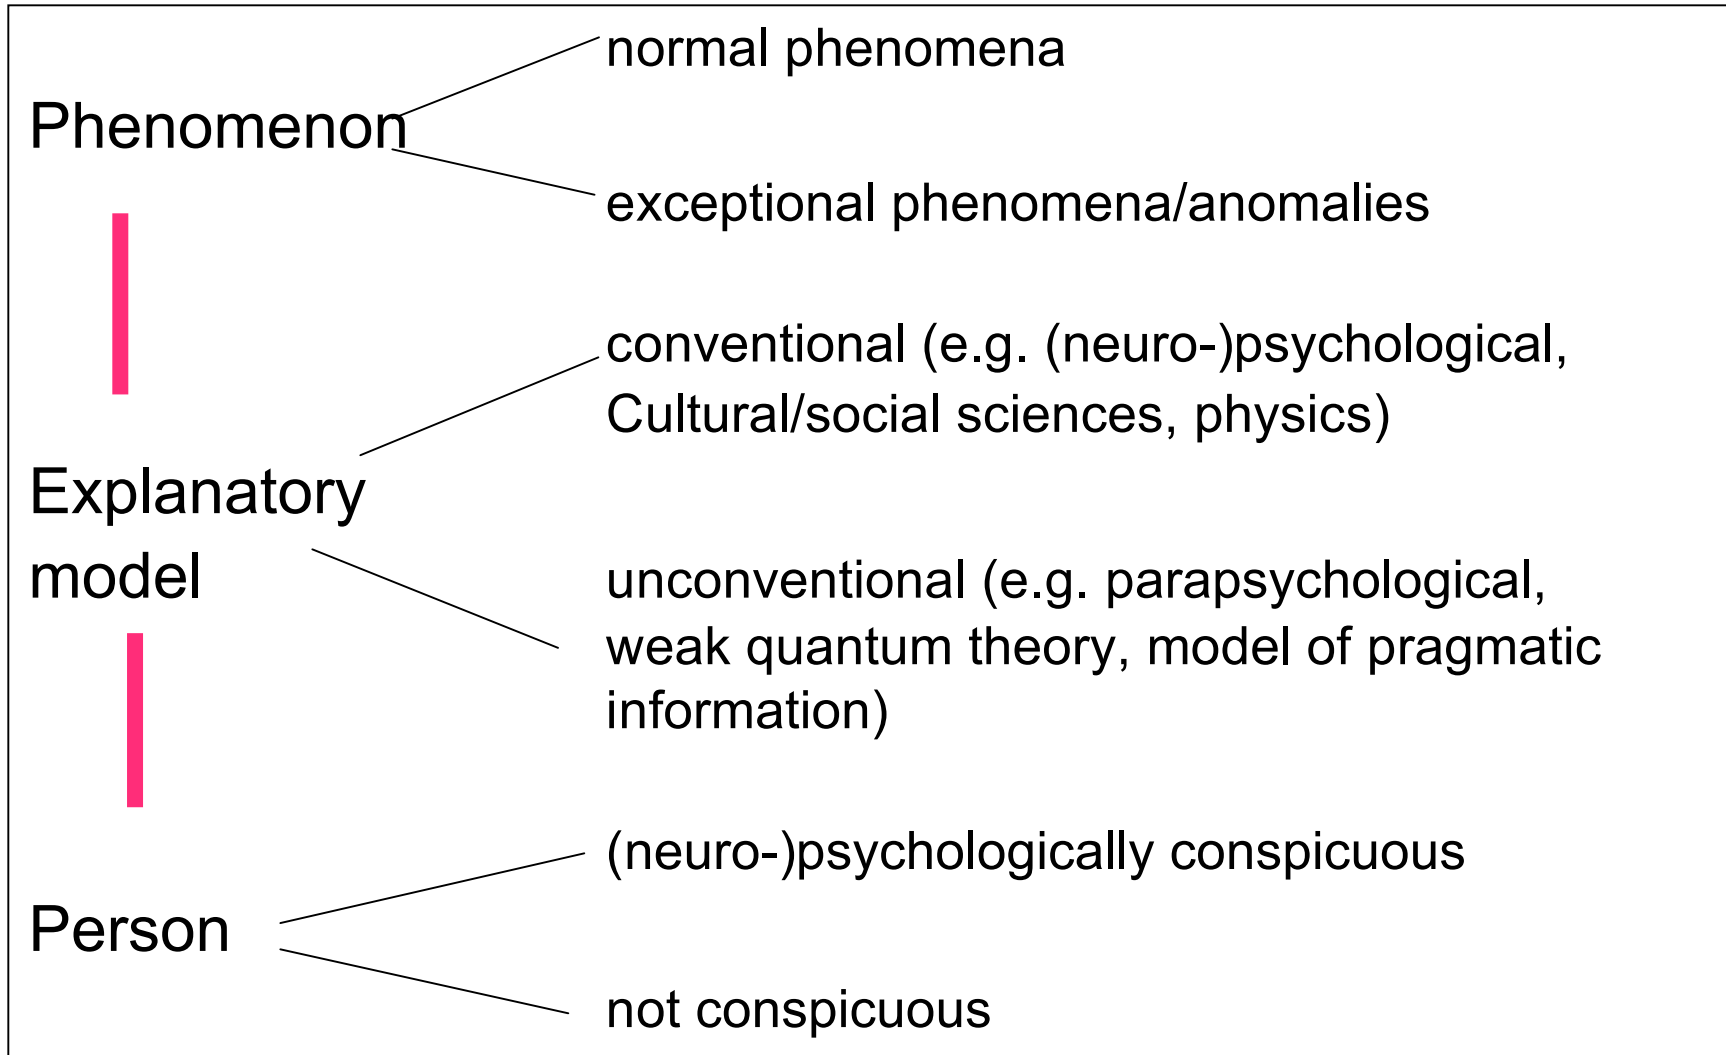 normal phenomena
Phenomenon
exceptional phenomena/anomalies
conventional (e.g. (neuro-)psychological,
Cultural/social sciences, physics)
Explanatory
model
unconventional (e.g. parapsychological,
weak quantum theory, model of pragmatic
information)
(neuro-)psychologically conspicuous
Person
not conspicuous